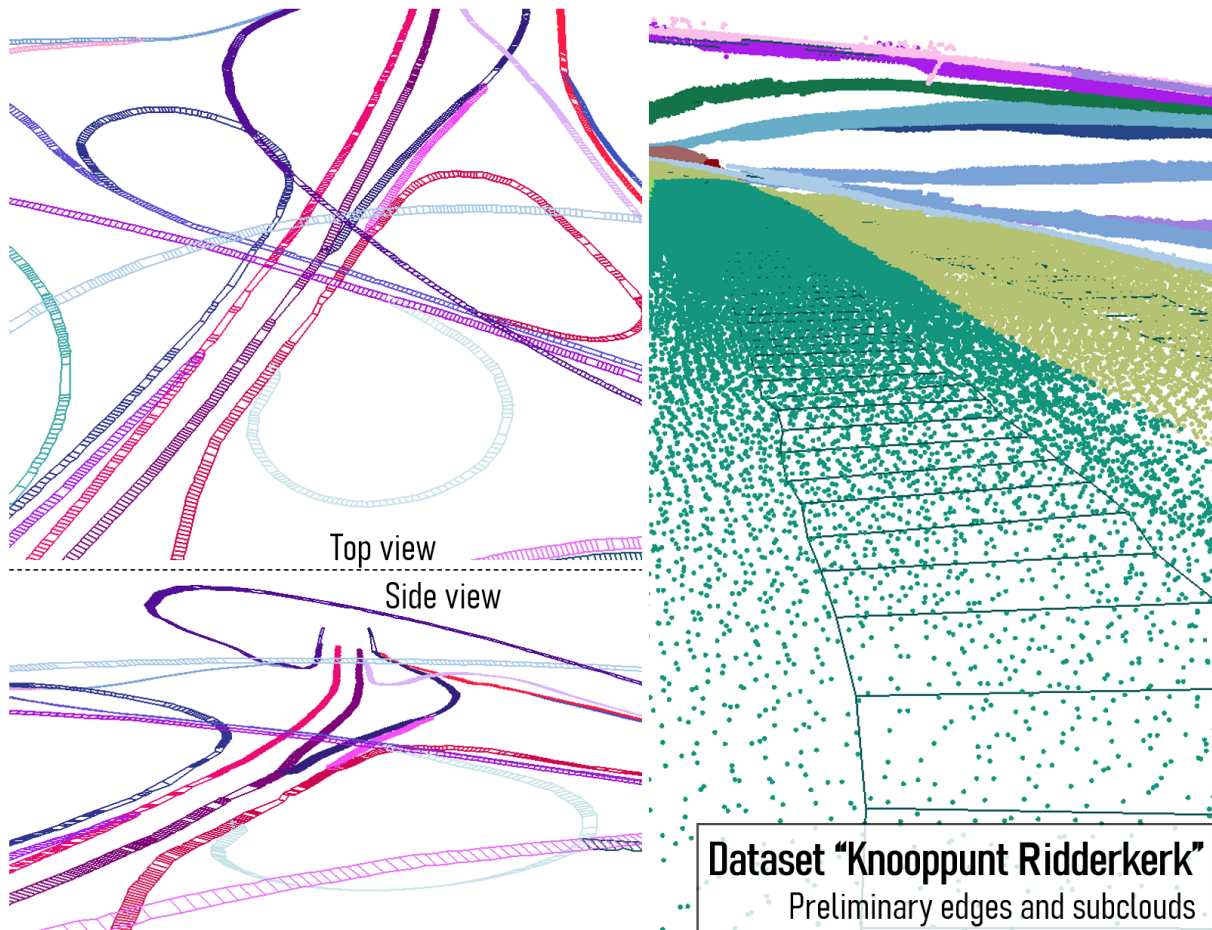 Top view
Side view
Dataset “Knooppunt Ridderkerk”
Preliminary edges and subclouds